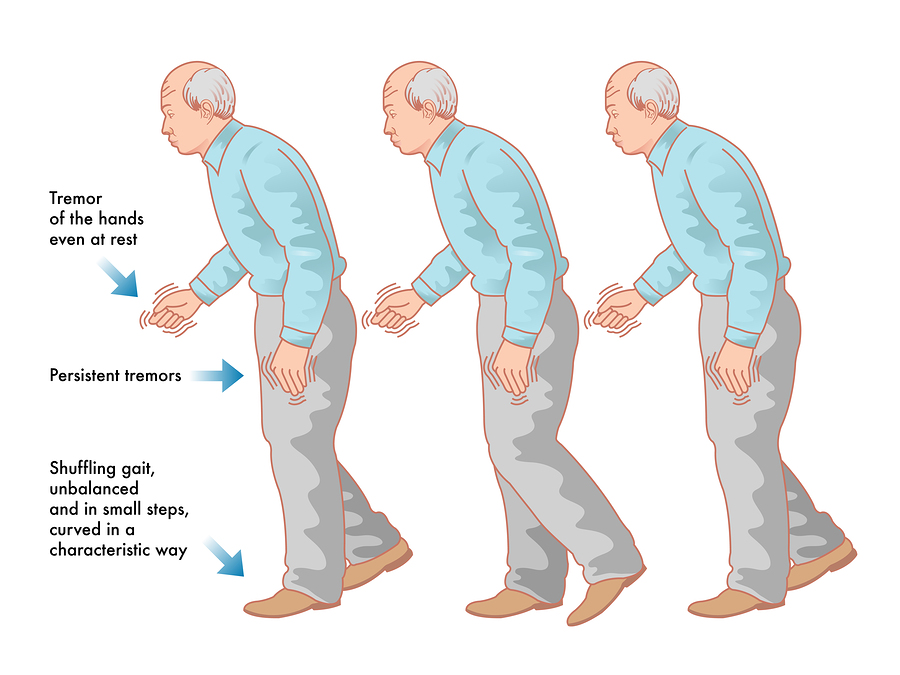 Tremor
of the hands
even at rest
Persistent tremors
Shuffling gait,
unbalanced
and in small steps,
curved in a
characteristic way